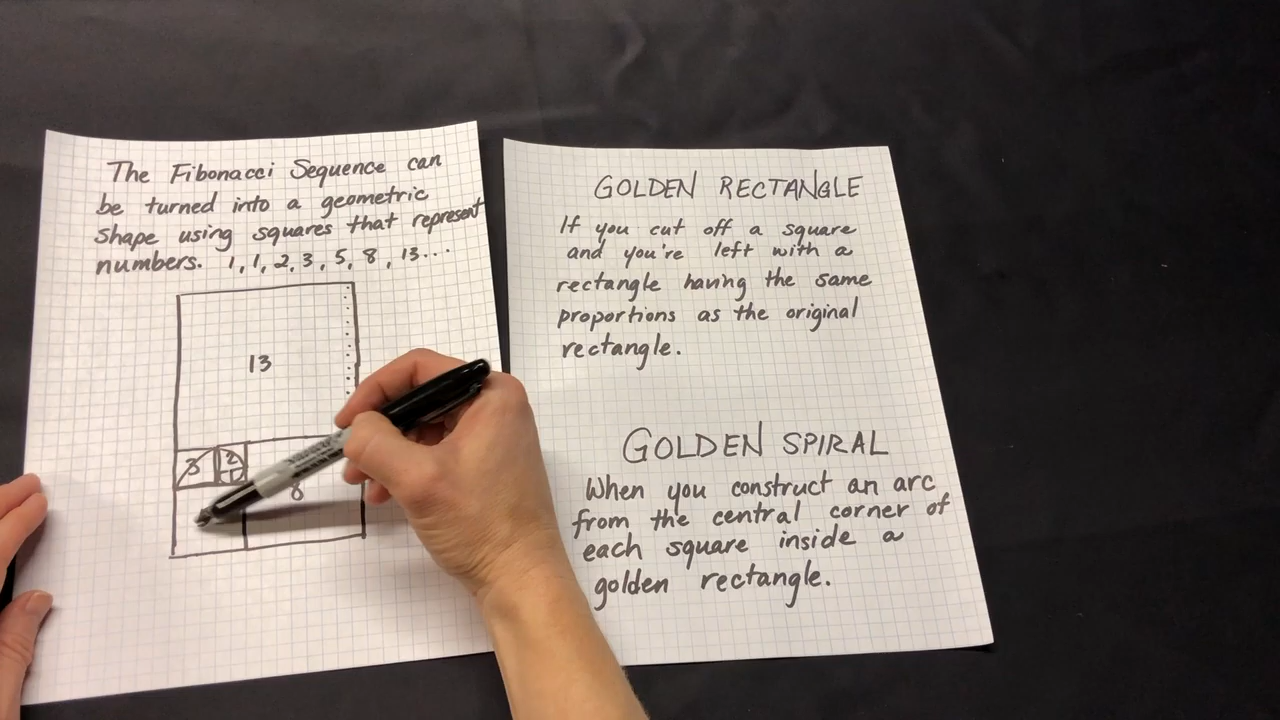 The Fibonacci Sequence can
be turned into a geometric
shape using squares that represent
numbers. 1, 1, 2, 3, 5, 8, 13...
13
3 2
8
GOLDEN RECTANGLE
If you cut off a square
and you're left with a
rectangle having the same
proportions as the original
rectangle.
GOLDEN SPIRAL
When you construct an arc
from the central corner of
each square inside a
golden rectangle.